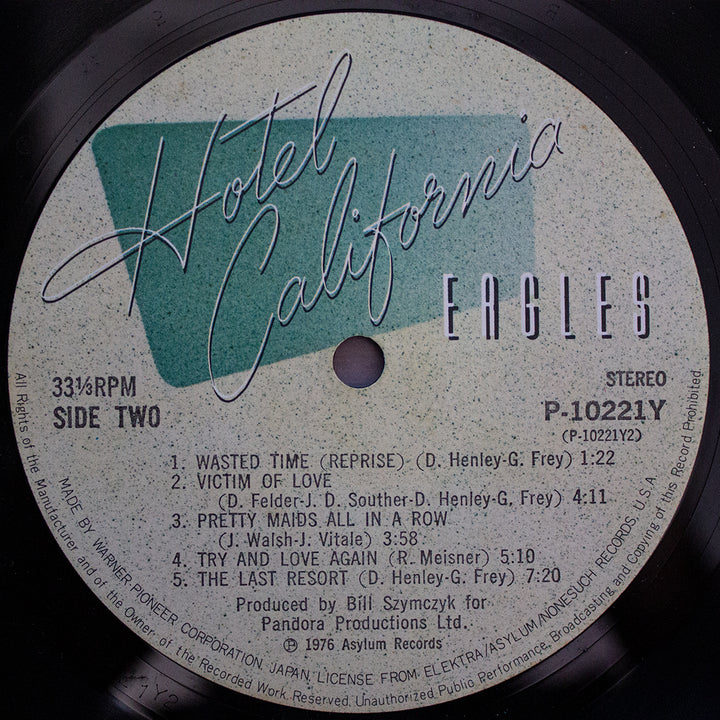 Hotel
California
EAGLES
33⅓RPM
SIDE TWO
STEREO
P-10221Y
(P-10221Y2)
1. WASTED TIME (REPRISE) (D. Henley-G. Frey) 1:22
2. VICTIM OF LOVE
(D. Felder-J. D. Souther-D. Henley-G. Frey) 4:11
3. PRETTY MAIDS ALL IN A ROW
(J. Walsh-J. Vitale) 3:58
4. TRY AND LOVE AGAIN (R. Meisner) 5:10
5. THE LAST RESORT (D. Henley-G. Frey) 7:20
Produced by Bill Szymczyk for
Pandora Productions Ltd.
Ⓟ 1976 Asylum Records
MADE BY WARNER PIONEER CORPORATION, JAPAN, LICENSE FROM ELEKTRA/ASYLUM/NONESUCH RECORDS, U.S.A.
All Rights of the Manufacturer and of the Owner of the Recorded Work Reserved. Unauthorized Public Performance, Broadcasting and Copying of this Record Prohibited.